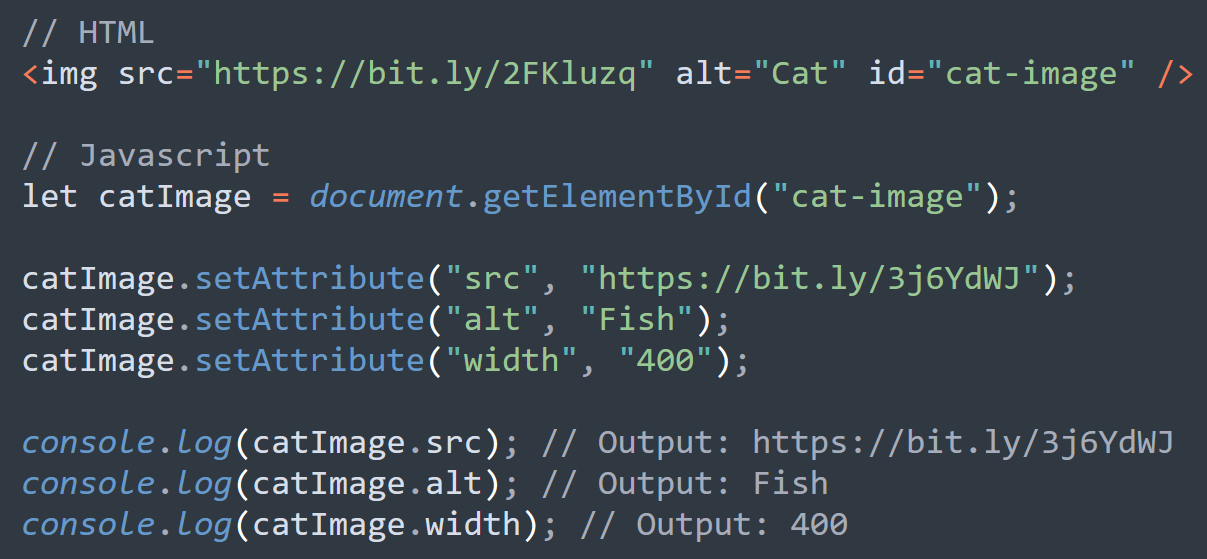 // HTML
<img src="https://bit.ly/2FKluzq" alt="Cat" id="cat-image" />
// Javascript
let catImage = document.getElementById("cat-image");
catImage.setAttribute("src", "https://bit.ly/3j6YdWJ");
catImage.setAttribute("alt", "Fish");
catImage.setAttribute("width", "400");
console.log(catImage.src); // Output: https://bit.ly/3j6YdWJ
console.log(catImage.alt); // Output: Fish
console.log(catImage.width); // Output: 400